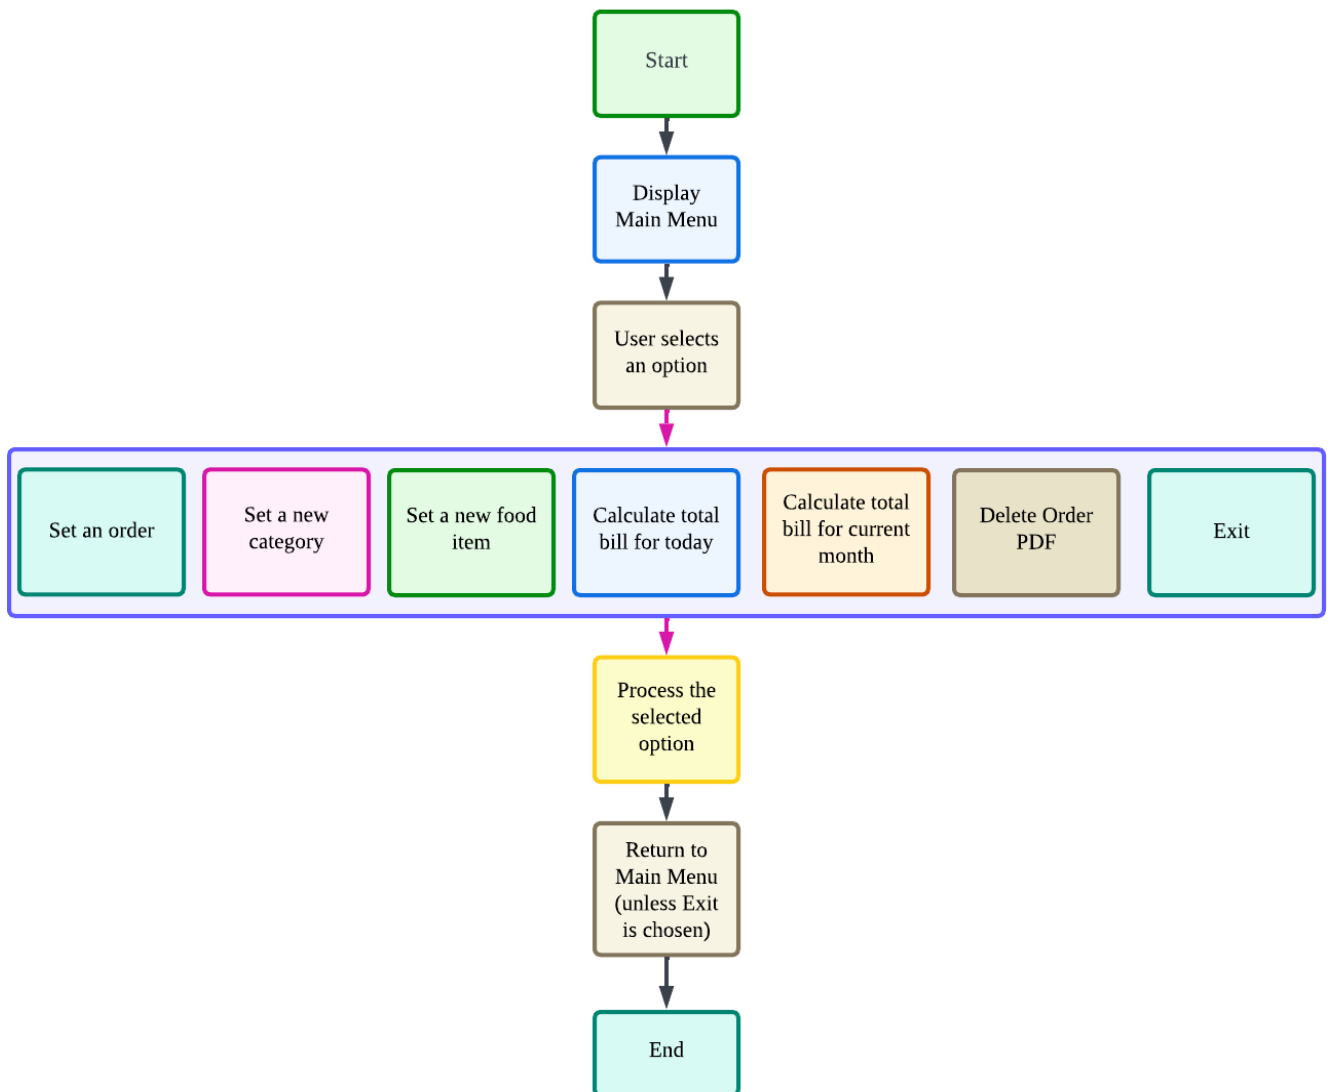 Start
Display
Main Menu
User selects
an option
Set an order
Set a new
category
Set a new food
item
Calculate total
bill for today
Calculate total
bill for current
month
Delete Order
PDF
Exit
Process the
selected
option
Return to
Main Menu
(unless Exit
is chosen)
End